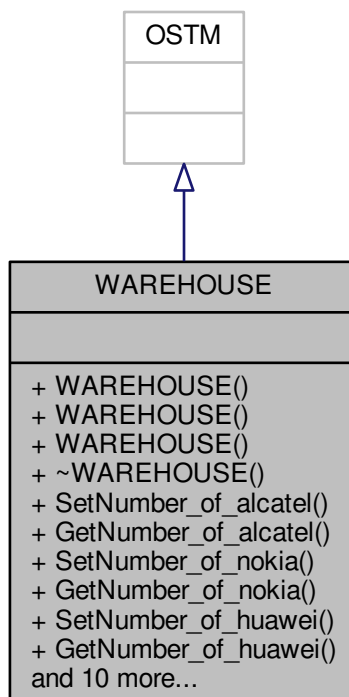 OSTM
WAREHOUSE
+ WAREHOUSE()
+ WAREHOUSE()
+ WAREHOUSE()
+ ~WAREHOUSE()
+ SetNumber_of_alcatel()
+ GetNumber_of_alcatel()
+ SetNumber_of_nokia()
+ GetNumber_of_nokia()
+ SetNumber_of_huawei()
+ GetNumber_of_huawei()
and 10 more...